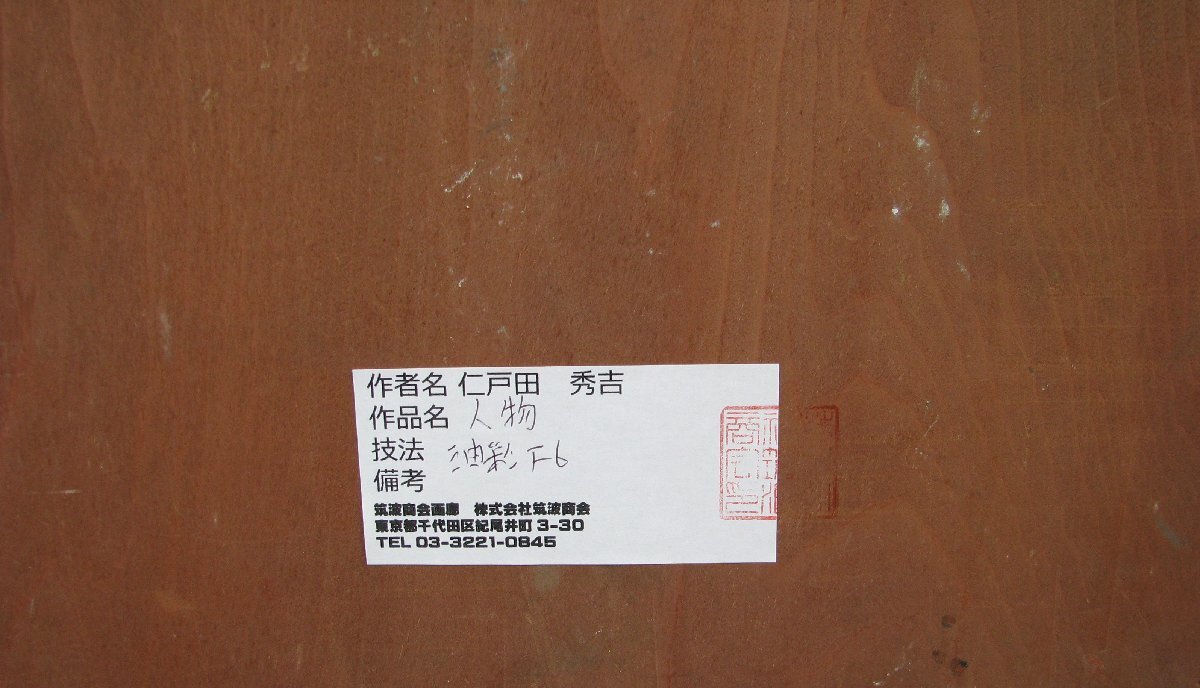 作者名 仁戸田　秀吉
作品名 人物
技法 油彩 F6
備考
筑波商会画廊　株式会社筑波商会
東京都千代田区紀尾井町 3-30
TEL 03-3221-0845